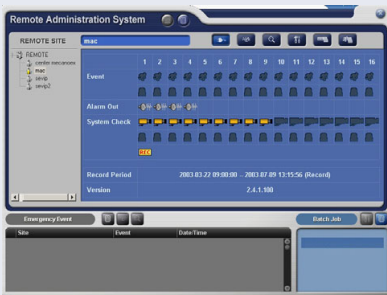 Remote Administration System
REMOTE SITE
mac
REMOTE
mac
sevip
sevip2
1 2 3 4 5 6 7 8 9 10 11 12 13 14 15 16
Event
Alarm Out
System Check
REC
Record Period 2003-03-22 09:00:00 ~ 2003-07-09 13:15:56 (Record)
Version 2.4.1.100
Emergency Event
Batch Job
Site Event Date/Time